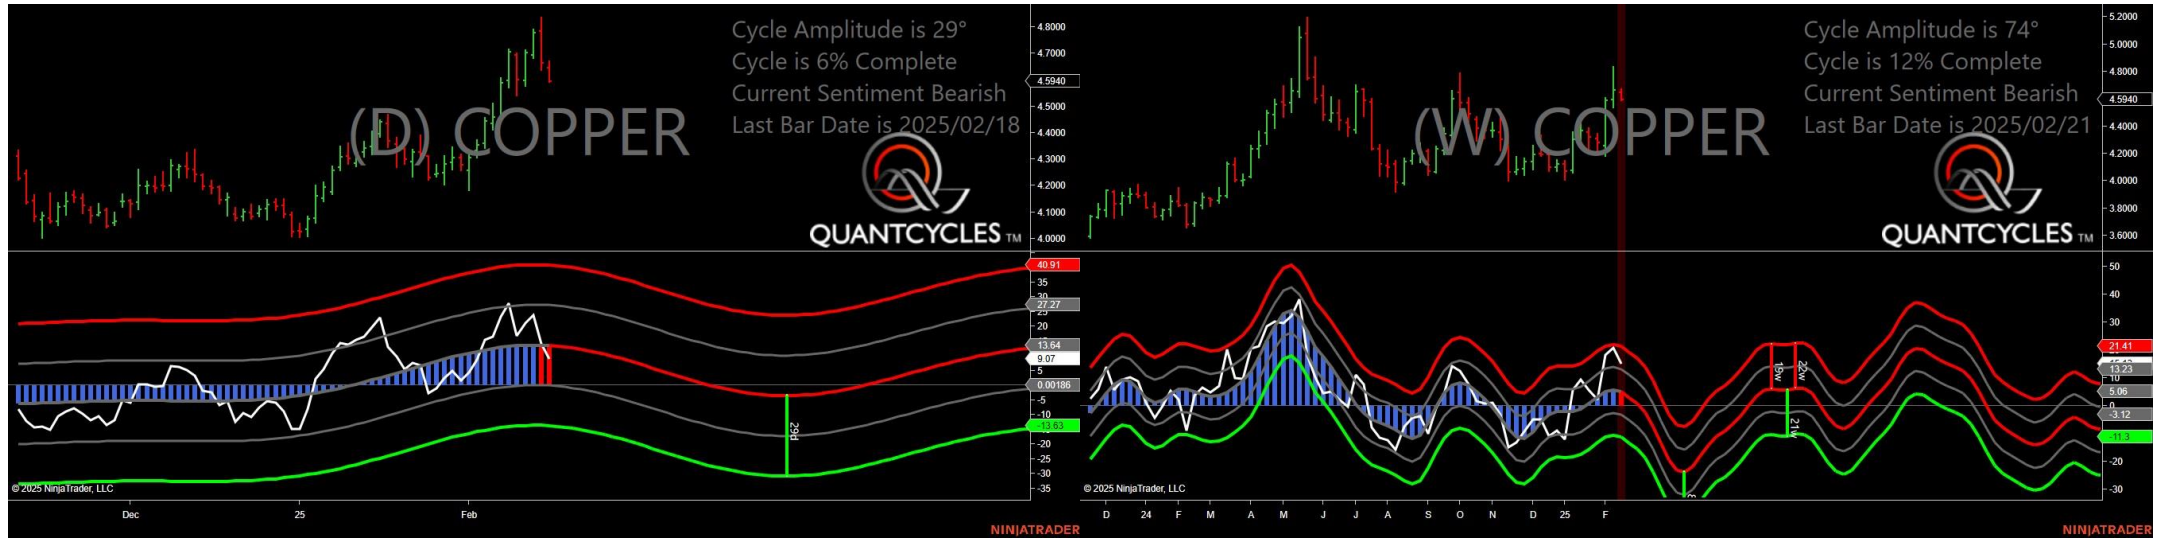 Cycle Amplitude is 29°
Cycle is 6% Complete
Current Sentiment Bearish
Last Bar Date is 2025/02/18
(D) COPPER
QUANTCYCLES TM
4.8000
4.7000
4.5940
4.5000
4.4000
4.3000
4.2000
4.1000
4.0000
40.91
35
30
27.27
25
20
13.64
9.07
5
0.00186
-5
-10
-13.63
-20
-25
-30
-35
29d
© 2025 NinjaTrader, LLC
Dec
25
Feb
NINJATRADER
Cycle Amplitude is 74°
Cycle is 12% Complete
Current Sentiment Bearish
Last Bar Date is 2025/02/21
(W) COPPER
QUANTCYCLES TM
5.2000
5.0000
4.8000
4.5940
4.4000
4.2000
4.0000
3.8000
3.6000
50
40
30
21.41
13.23
10
5.06
0
-3.12
-11.3
-20
-30
19w
22w
21w
© 2025 NinjaTrader, LLC
D
24
F
M
A
M
J
J
A
S
O
N
D
25
F
NINJATRADER